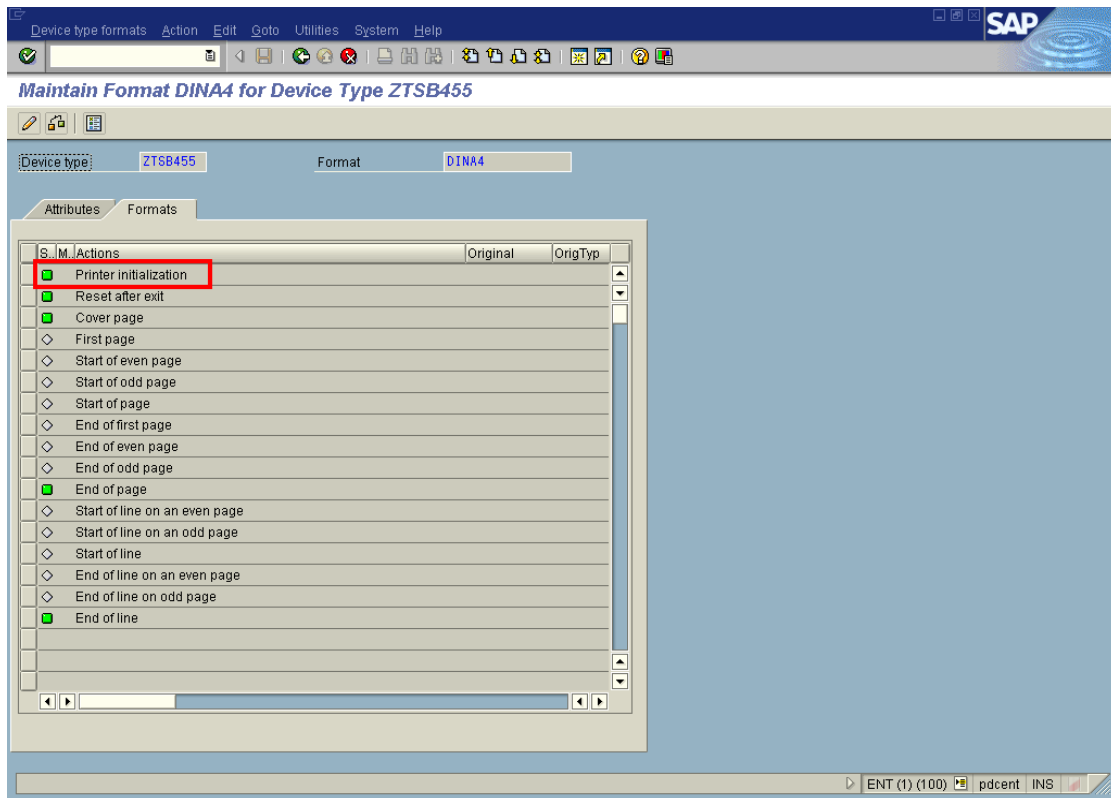 Device type formats Action Edit Goto Utilities System Help
SAP
Maintain Format DINA4 for Device Type ZTSB455
Device type ZTSB455 Format DINA4
Attributes Formats
S.. M.. Actions Original OrigTyp
Printer initialization
Reset after exit
Cover page
First page
Start of even page
Start of odd page
Start of page
End of first page
End of even page
End of odd page
End of page
Start of line on an even page
Start of line on an odd page
Start of line
End of line on an even page
End of line on odd page
End of line
ENT (1) (100) pdcent INS